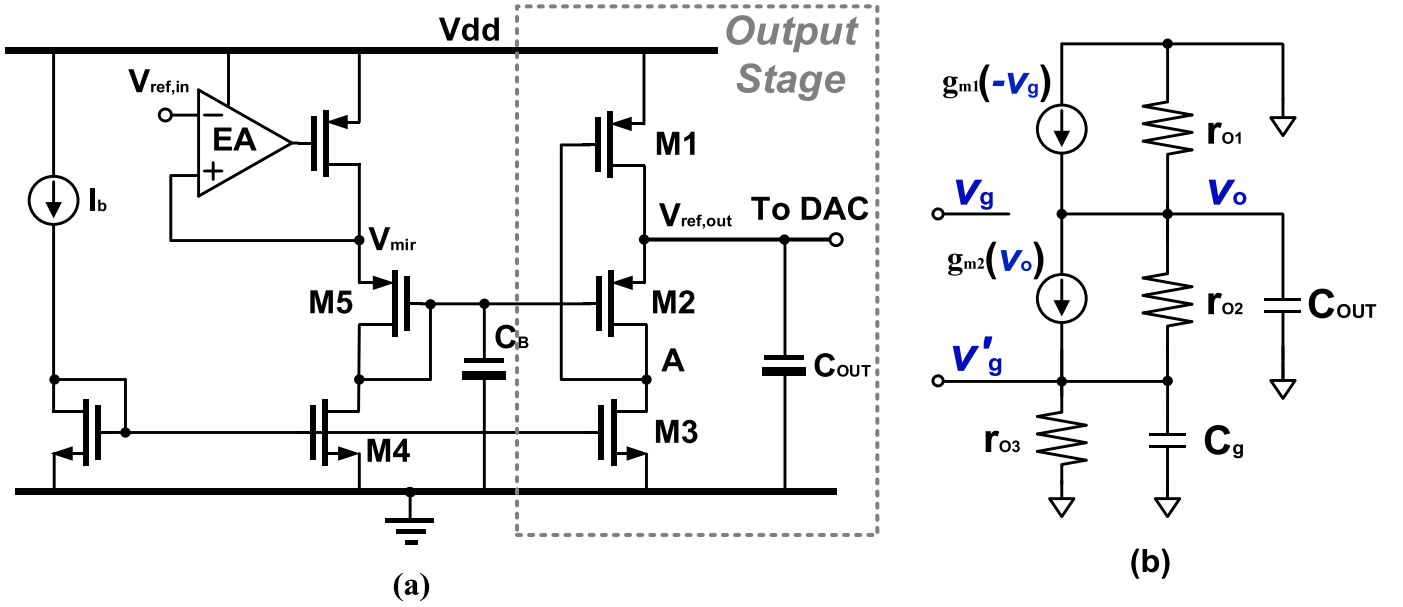 Vdd
Output
Stage
Vref,in
−
EA
+
Ib
M1
Vmir
Vref,out
To DAC
M5
M2
CB
A
COUT
M4
M3
(a)
gm1(-vg)
rO1
vg
vo
gm2(vo)
rO2
COUT
v'g
rO3
Cg
(b)